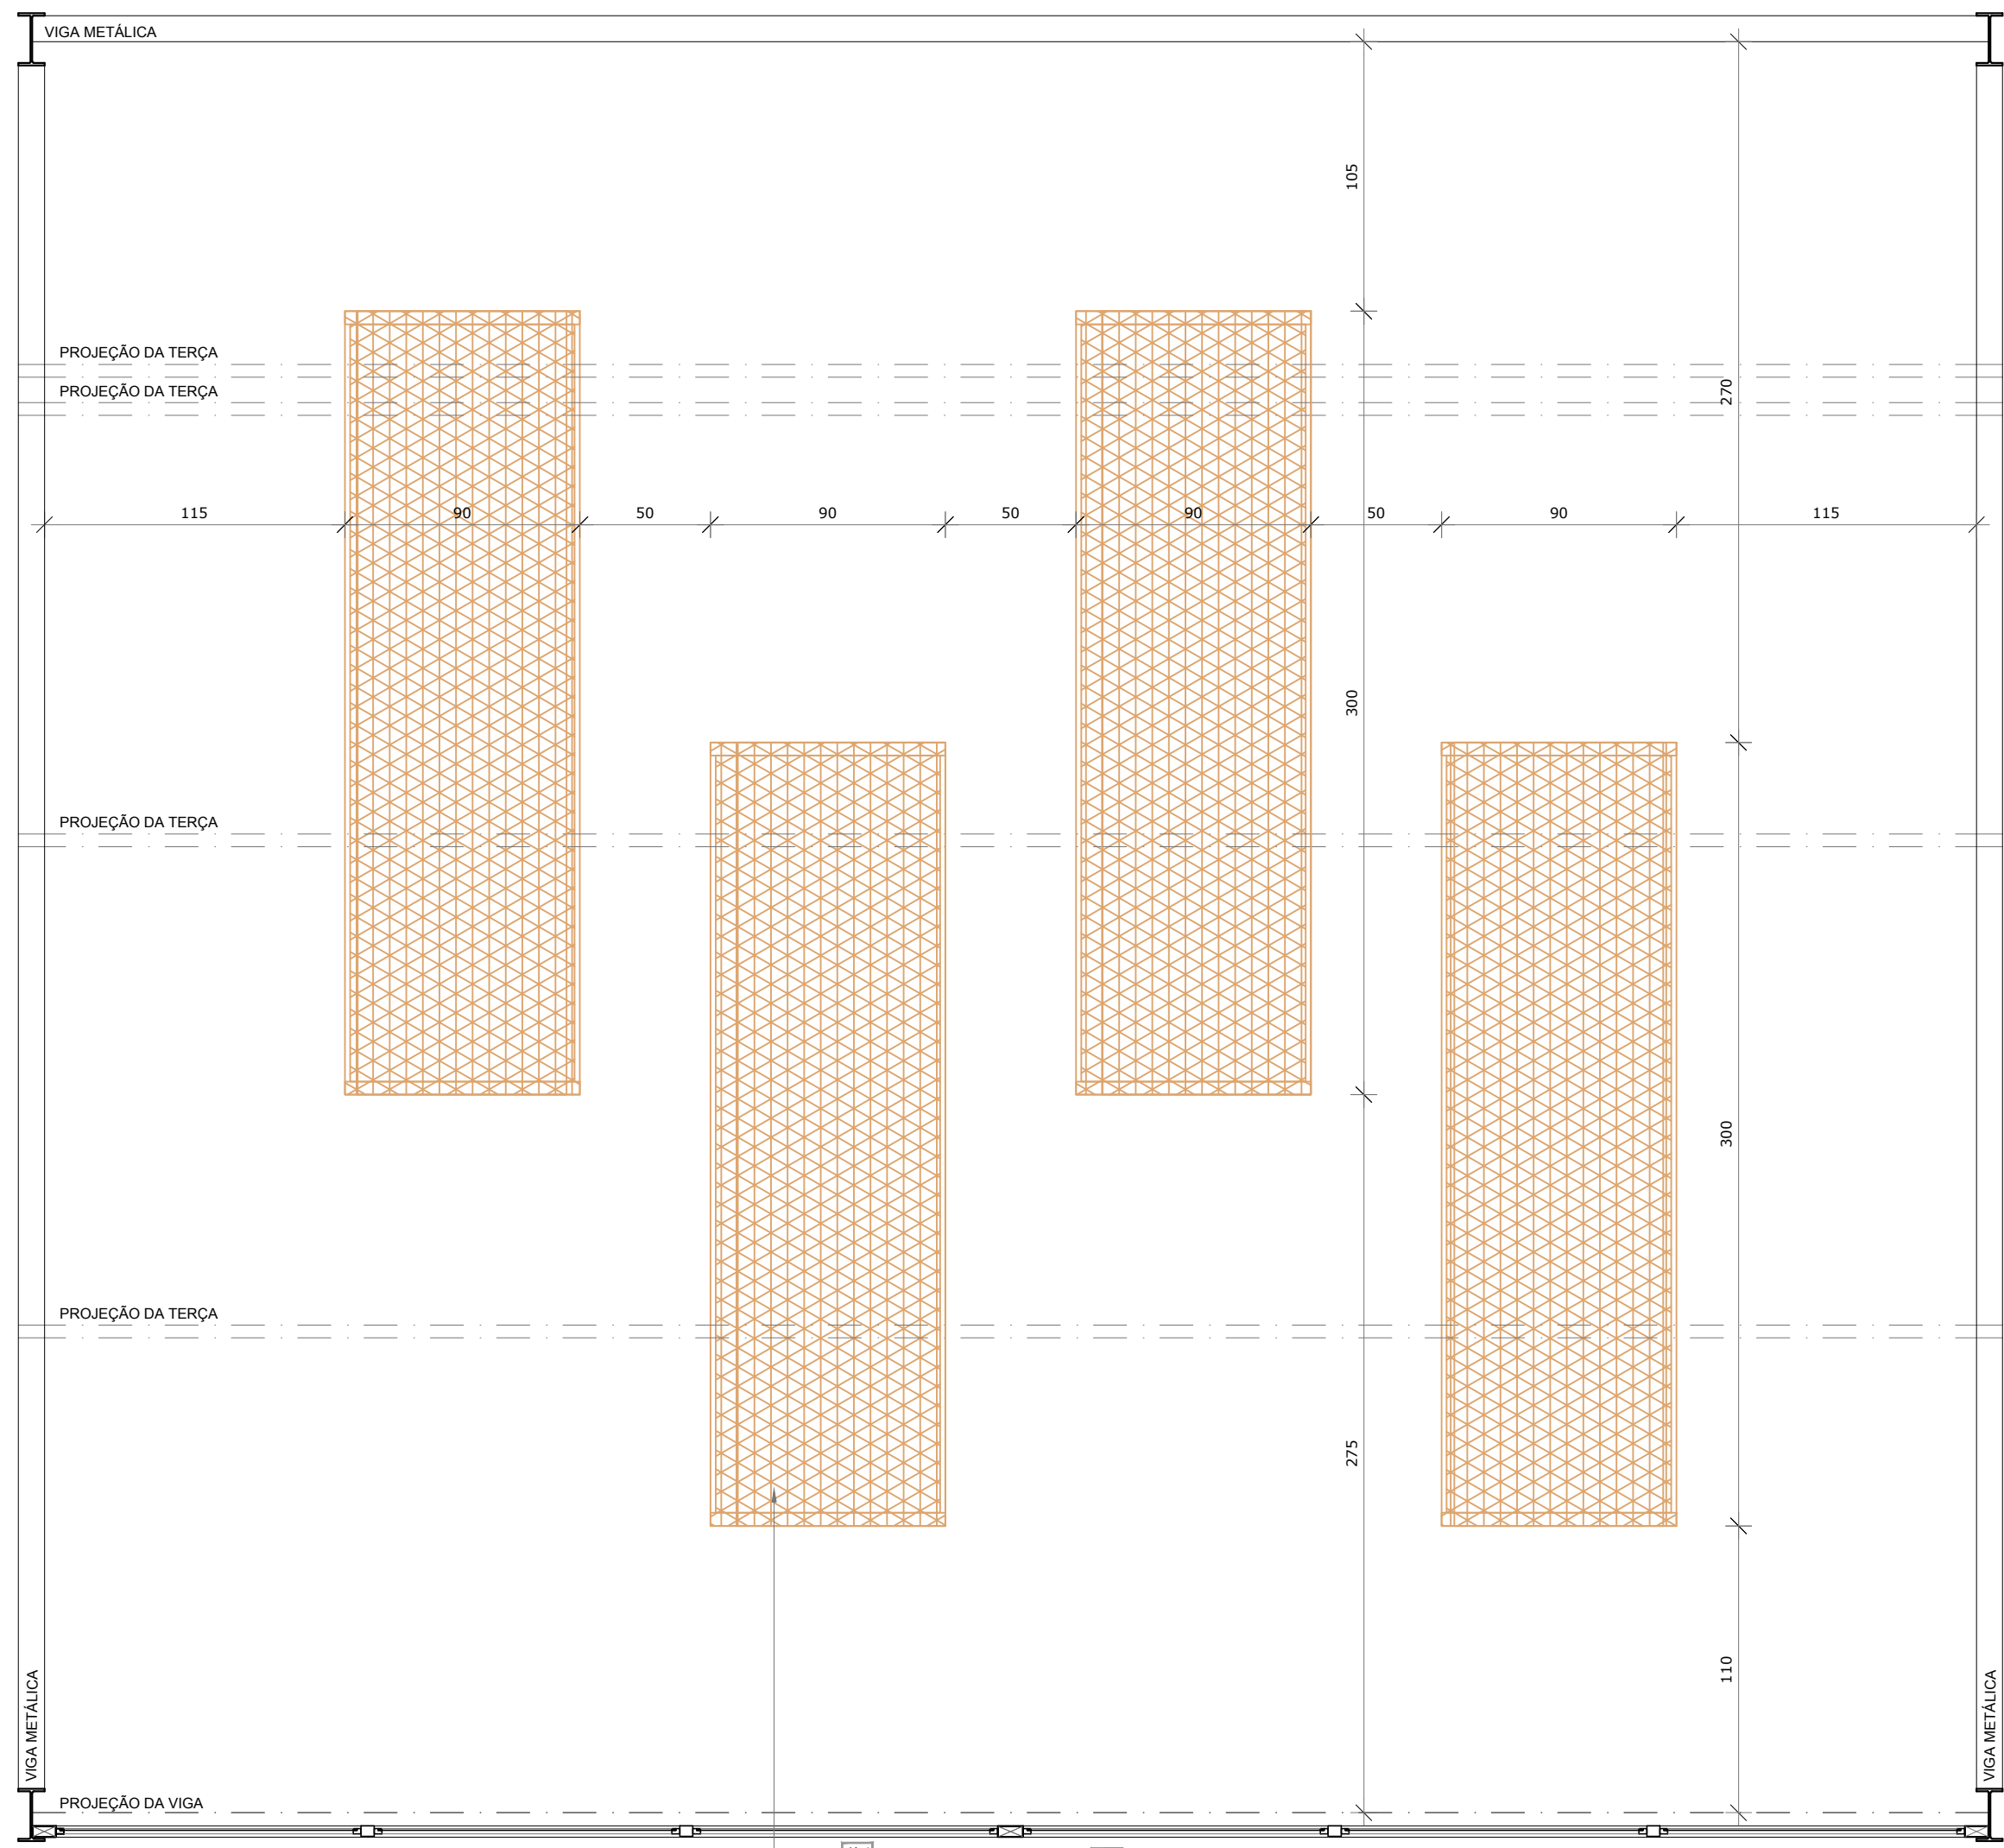 VIGA METÁLICA
105
PROJEÇÃO DA TERÇA
PROJEÇÃO DA TERÇA
270
115 90 50 90 50 90 50 90 115
300
PROJEÇÃO DA TERÇA
300
PROJEÇÃO DA TERÇA
275
110
VIGA METÁLICA
VIGA METÁLICA
PROJEÇÃO DA VIGA